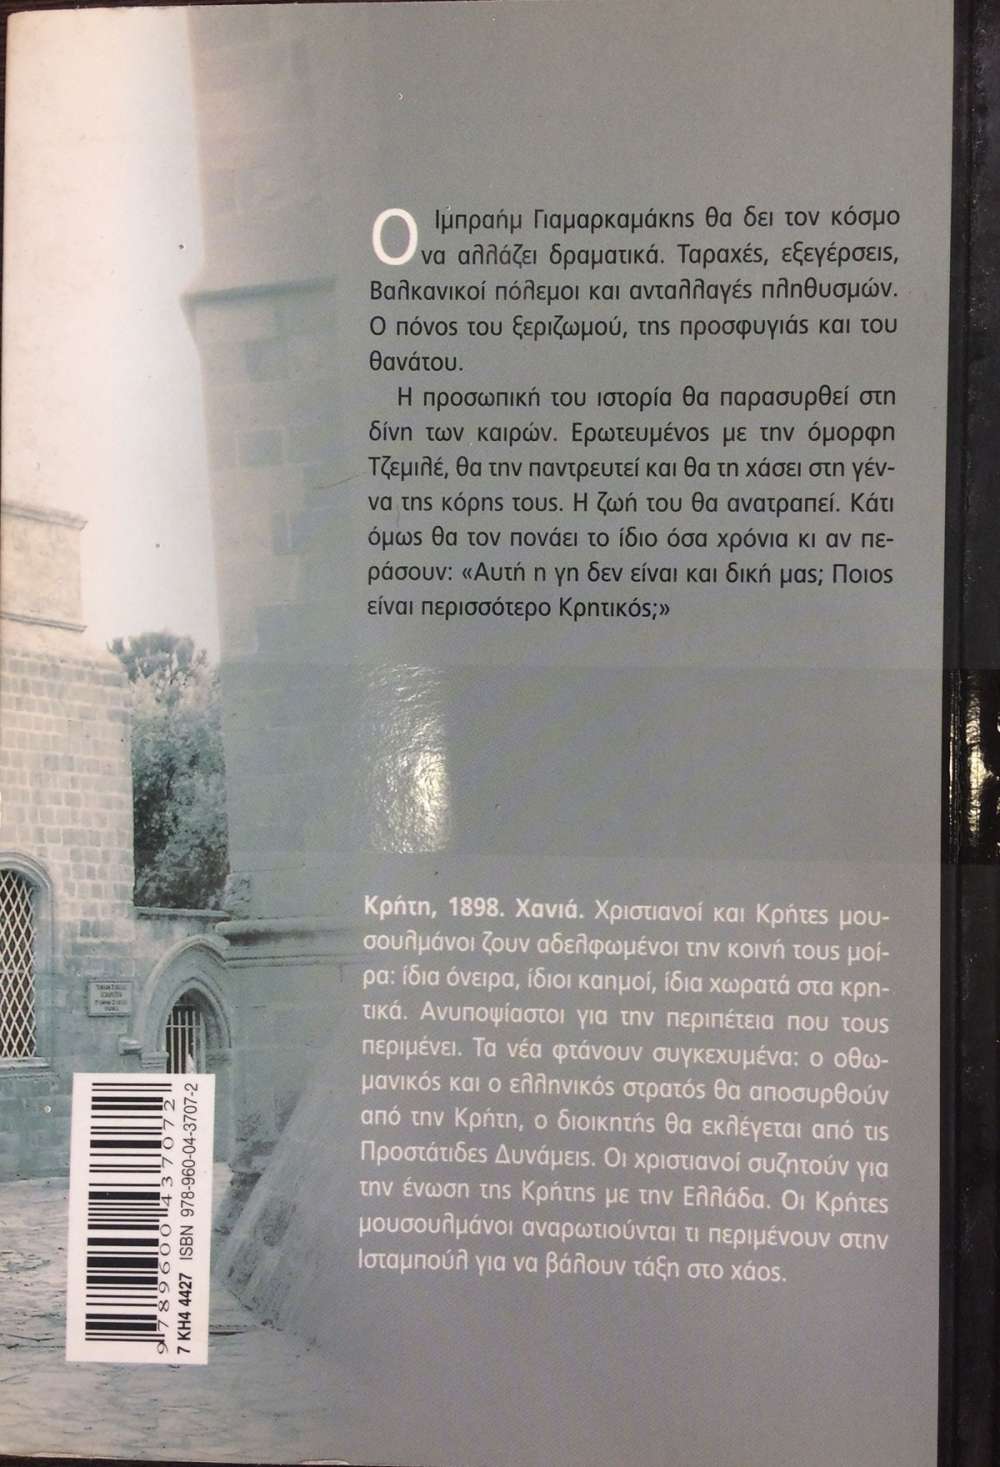 Ο Ιμπραήμ Γιαμαρκαμάκης θα δει τον κόσμο
να αλλάζει δραματικά. Ταραχές, εξεγέρσεις,
Βαλκανικοί πόλεμοι και ανταλλαγές πληθυσμών.
Ο πόνος του ξεριζωμού, της προσφυγιάς και του
θανάτου.
Η προσωπική του ιστορία θα παρασυρθεί στη
δίνη των καιρών. Ερωτευμένος με την όμορφη
Τζεμιλέ, θα την παντρευτεί και θα τη χάσει στη γέν-
να της κόρης τους. Η ζωή του θα ανατραπεί. Κάτι
όμως θα τον πονάει το ίδιο όσα χρόνια κι αν πε-
ράσουν: «Αυτή η γη δεν είναι και δική μας; Ποιος
είναι περισσότερο Κρητικός;»
Κρήτη, 1898. Χανιά. Χριστιανοί και Κρήτες μου-
σουλμάνοι ζουν αδελφωμένοι την κοινή τους μοί-
ρα: ίδια όνειρα, ίδιοι καημοί, ίδια χωρατά στα κρη-
τικά. Ανυποψίαστοι για την περιπέτεια που τους
περιμένει. Τα νέα φτάνουν συγκεχυμένα: ο οθω-
μανικός και ο ελληνικός στρατός θα αποσυρθούν
από την Κρήτη, ο διοικητής θα εκλέγεται από τις
Προστάτιδες Δυνάμεις. Οι χριστιανοί συζητούν για
την ένωση της Κρήτης με την Ελλάδα. Οι Κρήτες
μουσουλμάνοι αναρωτιούνται τι περιμένουν στην
Ισταμπούλ για να βάλουν τάξη στο χάος.
9789600437072
ISBN 978-960-04-3707-2
7 ΚΗ4 4427